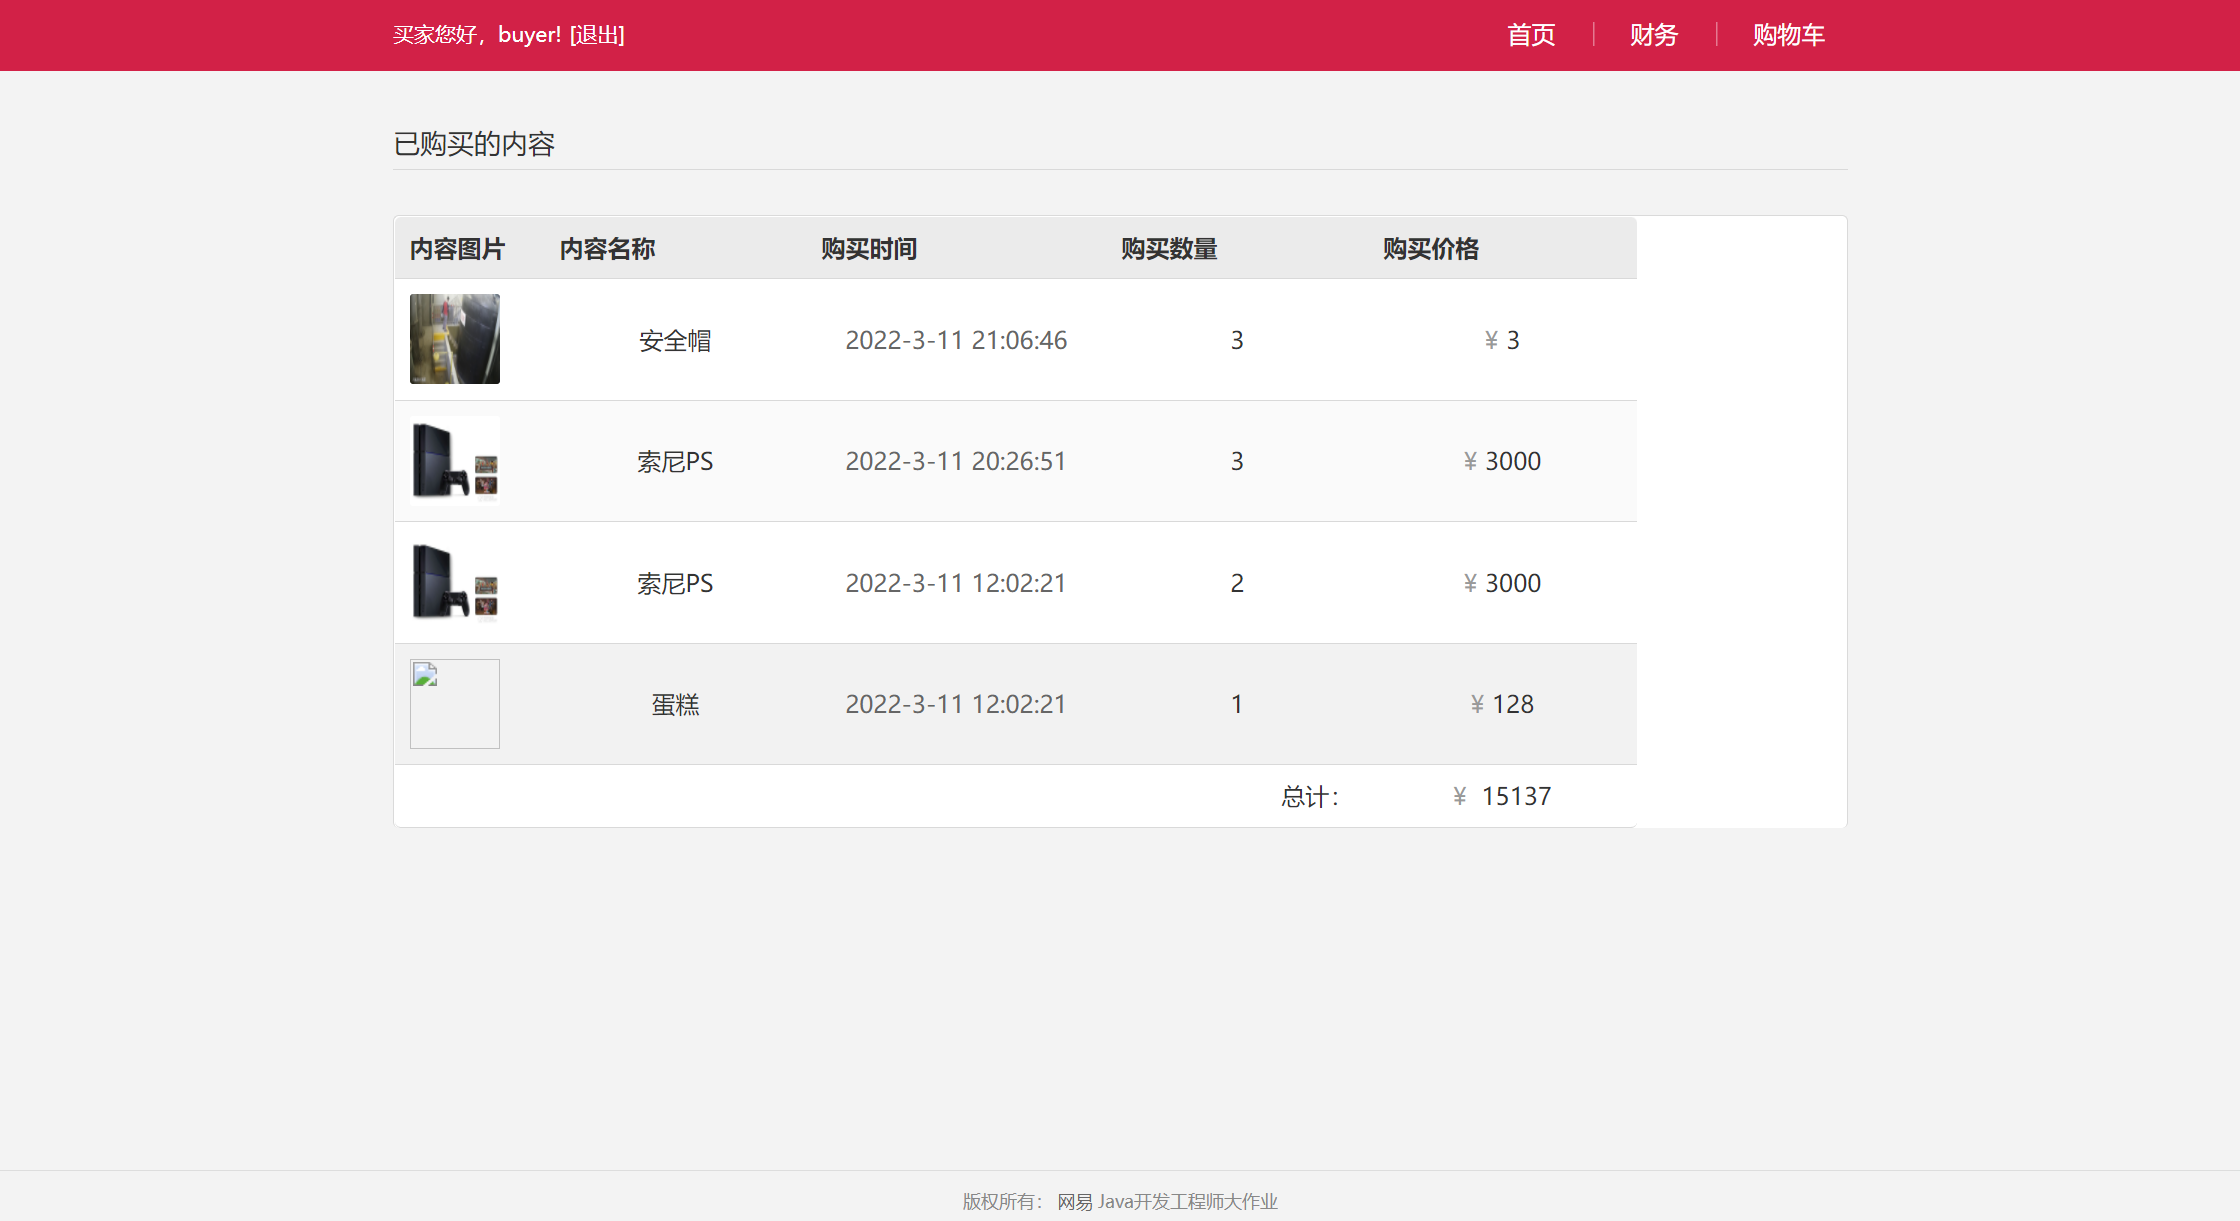 买家您好，buyer! [退出]
首页 财务 购物车
已购买的内容
内容图片 内容名称 购买时间 购买数量 购买价格
安全帽 2022-3-11 21:06:46 3 ¥ 3
索尼PS 2022-3-11 20:26:51 3 ¥ 3000
索尼PS 2022-3-11 12:02:21 2 ¥ 3000
蛋糕 2022-3-11 12:02:21 1 ¥ 128
总计： ¥ 15137
版权所有： 网易 Java开发工程师大作业